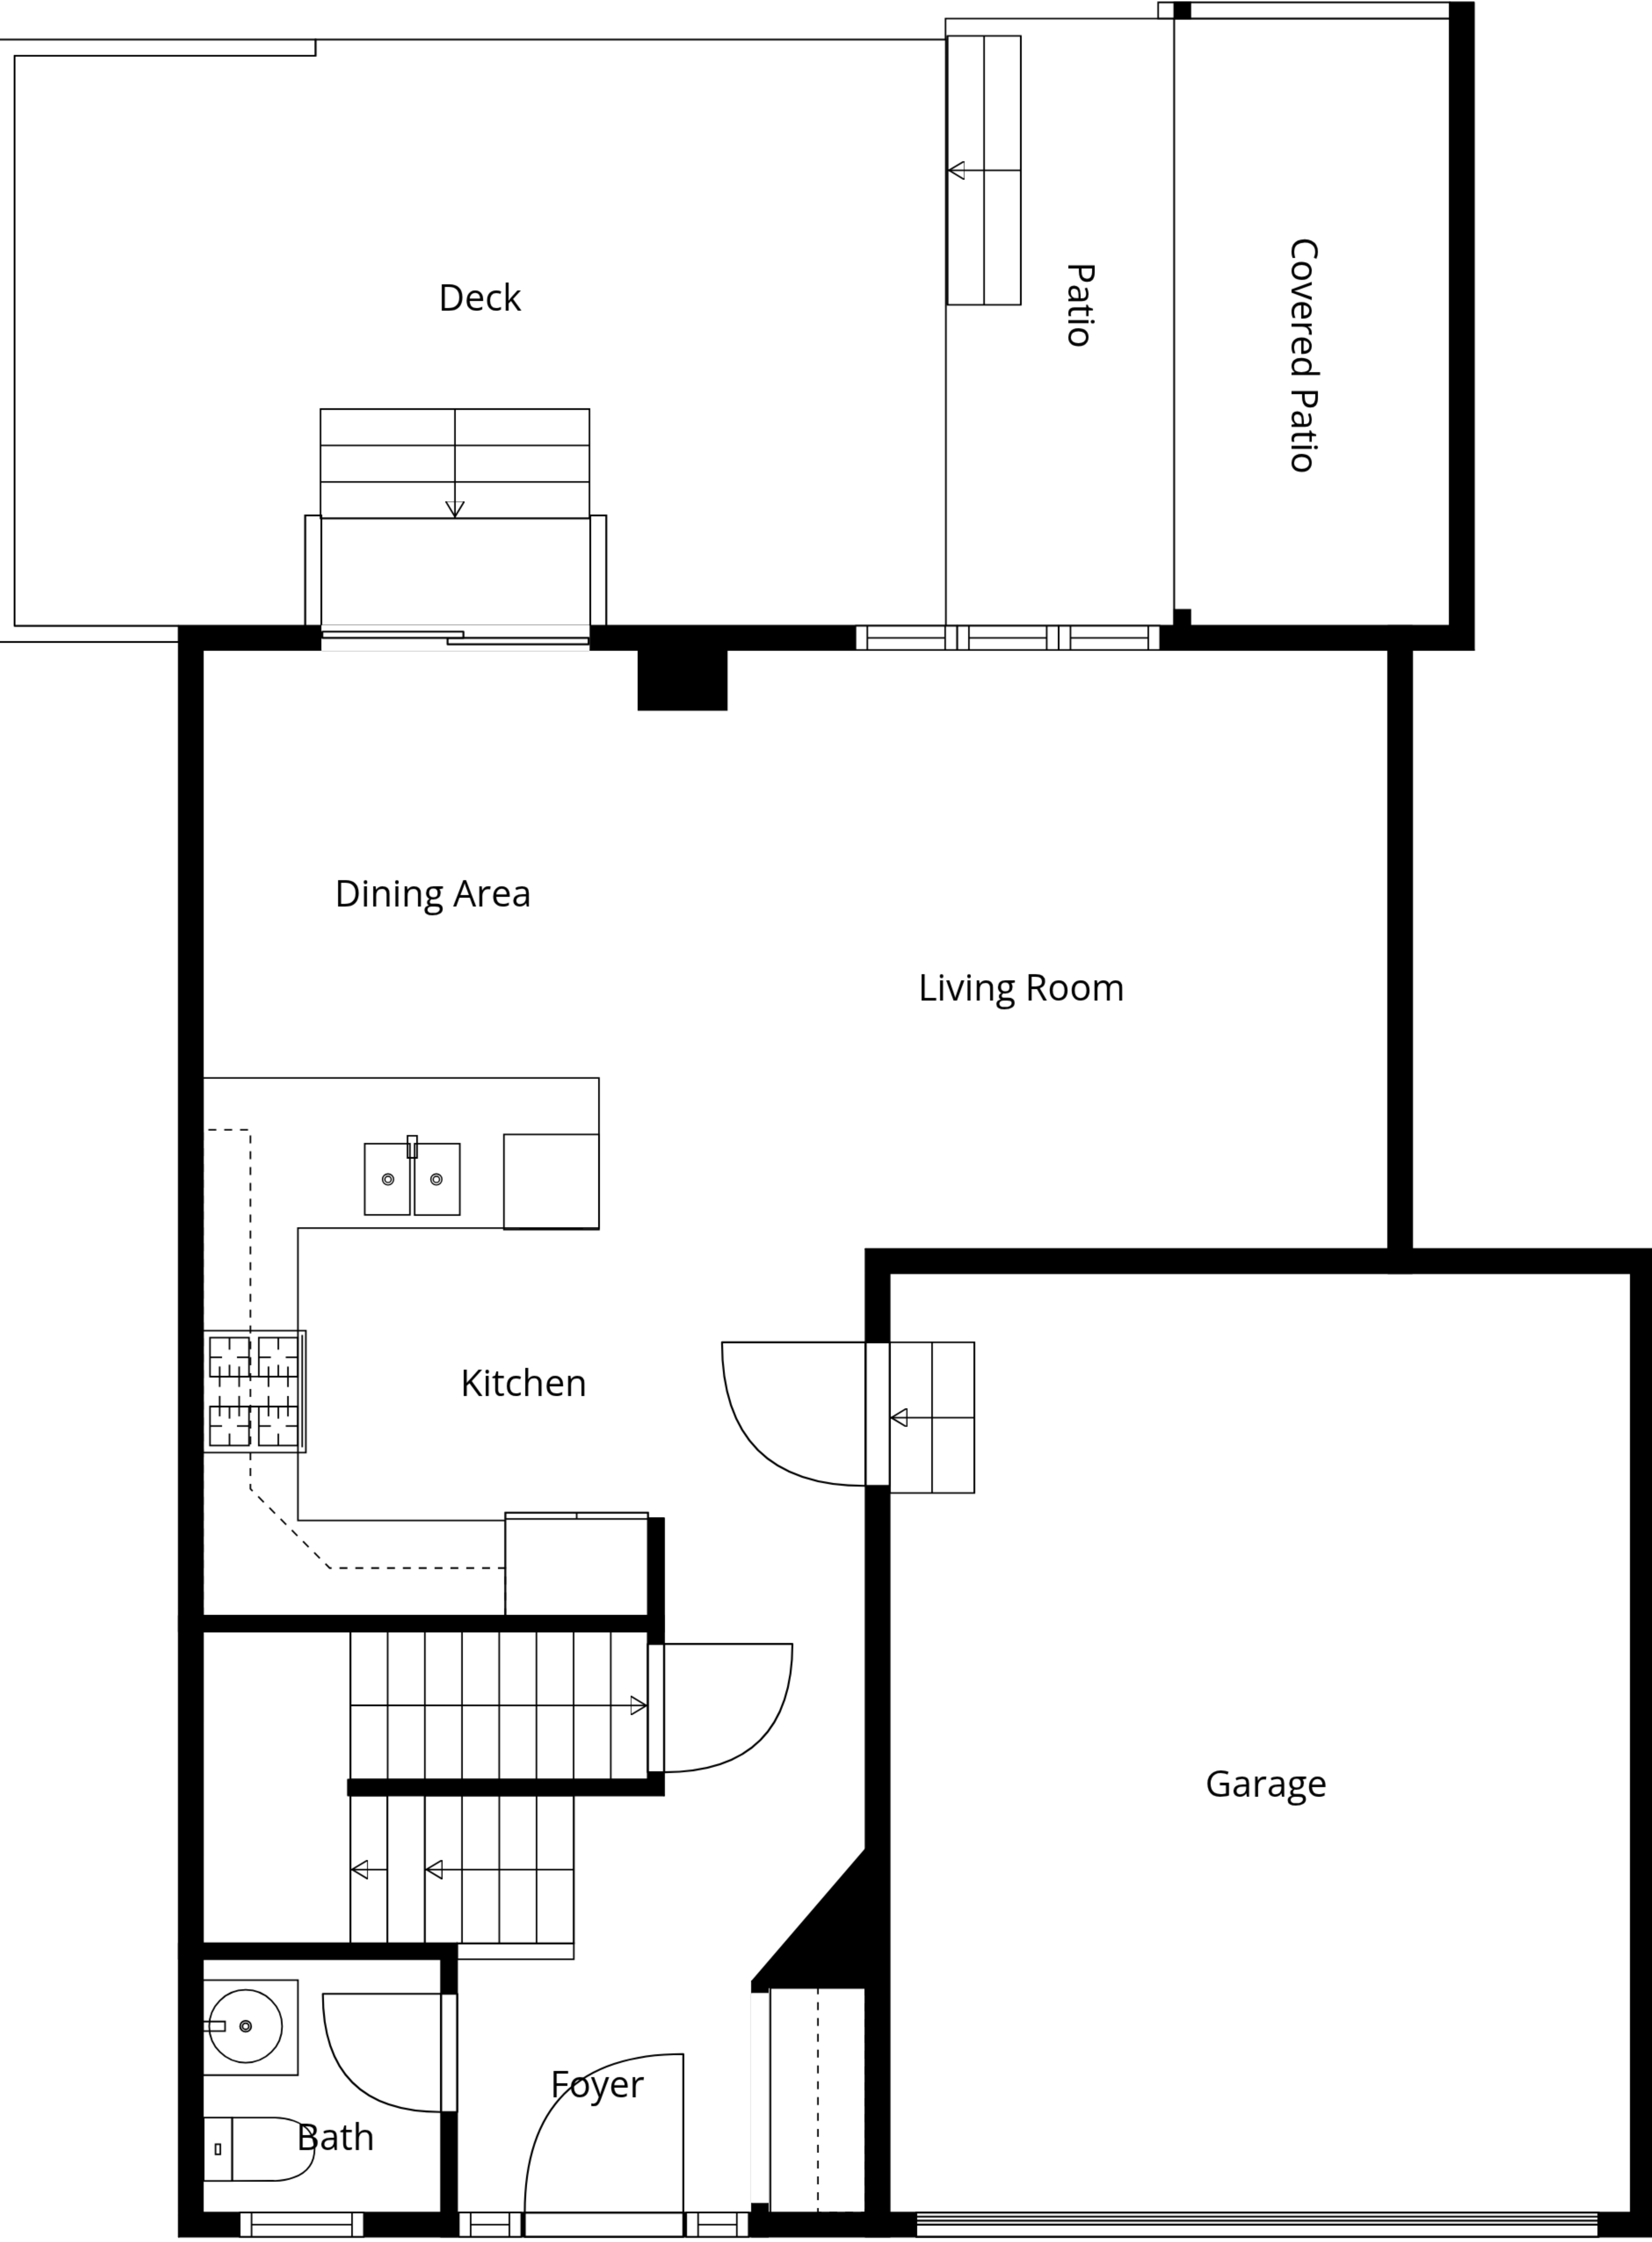 Deck
Patio
Covered Patio
Dining Area
Living Room
Kitchen
Garage
Foyer
Bath